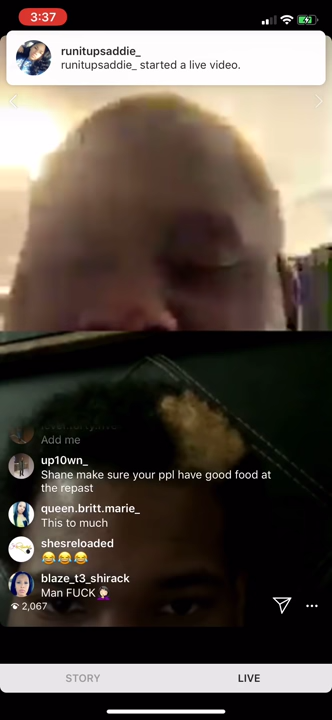 3:37
runitupsaddie_
runitupsaddie_ started a live video.
Add me
up10wn_
Shane make sure your ppl have good food at
the repast
queen.britt.marie_
This to much
shesreloaded
😂😂😂
blaze_t3_shirack
Man FUCK🤦🏻‍♀️
2,067
STORY
LIVE